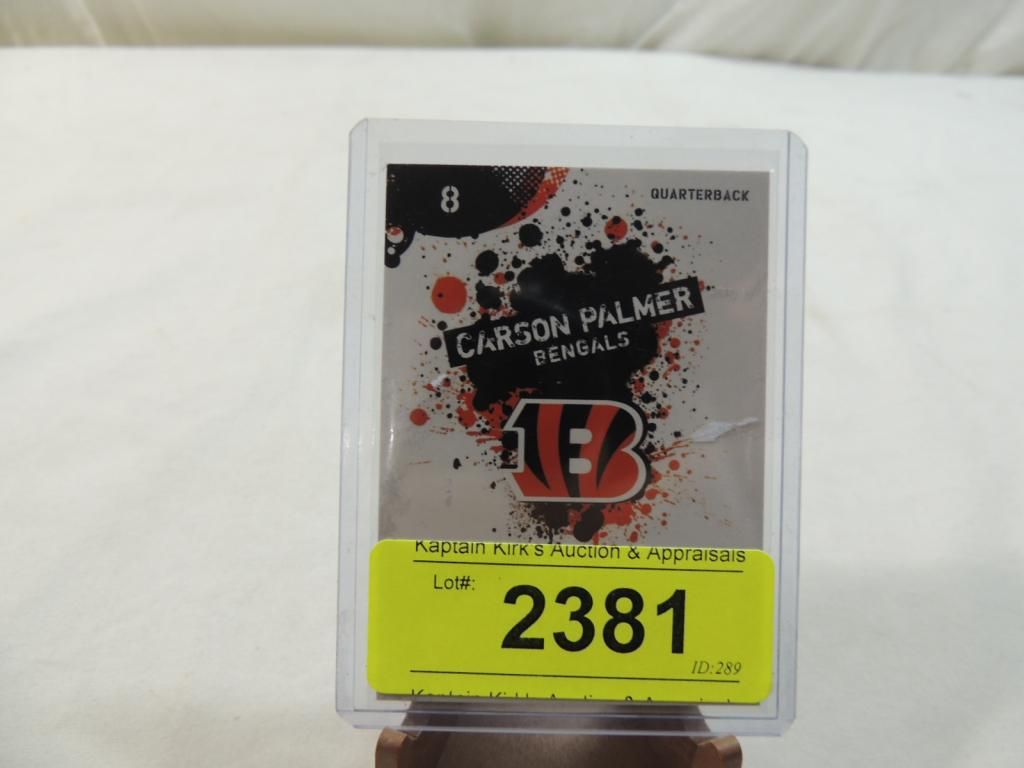 8
QUARTERBACK
CARSON PALMER
BENGALS
B
Kaptain Kirk's Auction & Appraisals
Lot#:
2381
ID:289